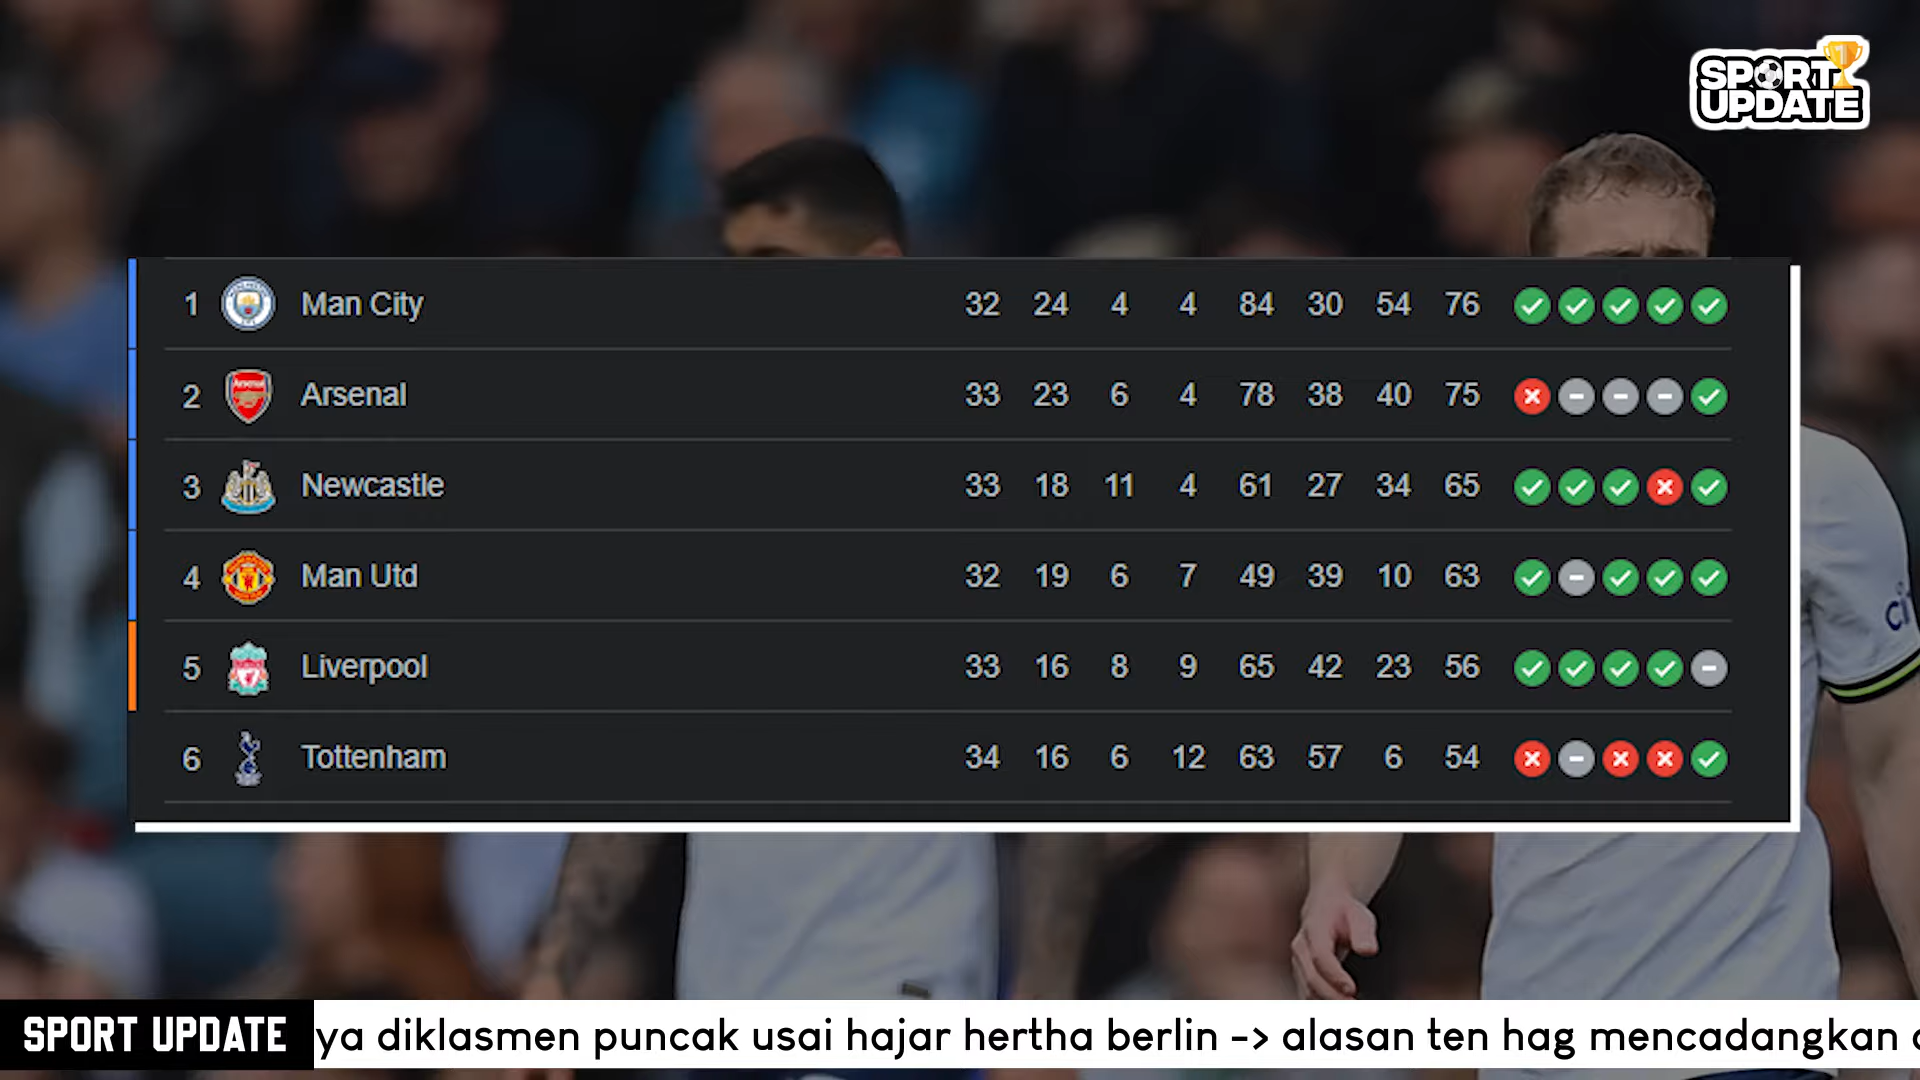 SPORT
UPDATE
1 Man City 32 24 4 4 84 30 54 76
2 Arsenal 33 23 6 4 78 38 40 75
3 Newcastle 33 18 11 4 61 27 34 65
4 Man Utd 32 19 6 7 49 39 10 63
5 Liverpool 33 16 8 9 65 42 23 56
6 Tottenham 34 16 6 12 63 57 6 54
SPORT UPDATE ya diklasmen puncak usai hajar hertha berlin -> alasan ten hag mencadangkan